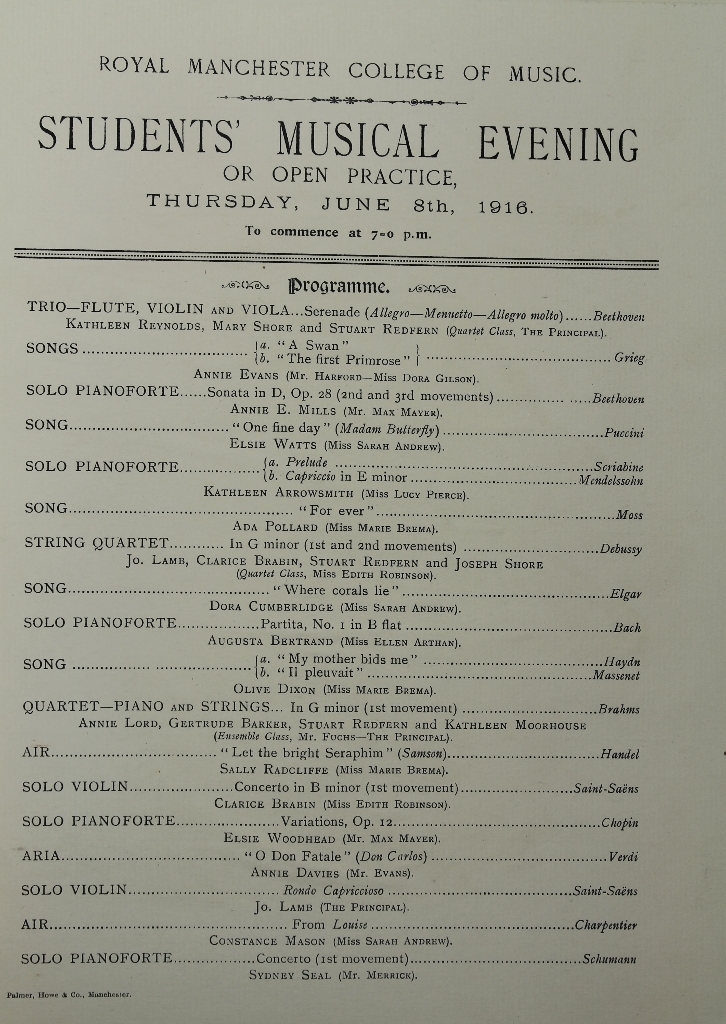 ROYAL MANCHESTER COLLEGE OF MUSIC.
STUDENTS' MUSICAL EVENING
OR OPEN PRACTICE,
THURSDAY, JUNE 8th, 1916.
To commence at 7-0 p.m.
Programme.
TRIO—FLUTE, VIOLIN AND VIOLA...Serenade (Allegro—Menuetto—Allegro molto)......Beethoven
KATHLEEN REYNOLDS, MARY SHORE AND STUART REDFERN (Quartet Class, THE PRINCIPAL).
SONGS ............ {a. "A Swan"
{b. "The first Primrose" } ............ Grieg
ANNIE EVANS (MR. HARFORD—MISS DORA GILSON).
SOLO PIANOFORTE......Sonata in D, Op. 28 (2nd and 3rd movements)............Beethoven
ANNIE E. MILLS (MR. MAX MAYER).
SONG............"One fine day" (Madam Butterfly)............Puccini
ELSIE WATTS (MISS SARAH ANDREW).
SOLO PIANOFORTE............{a. Prelude ............Scriabine
{b. Capriccio in E minor............Mendelssohn
KATHLEEN ARROWSMITH (MISS LUCY PIERCE).
SONG............"For ever"............Moss
ADA POLLARD (MISS MARIE BREMA).
STRING QUARTET............ In G minor (1st and 2nd movements) ............Debussy
JO. LAMB, CLARICE BRABIN, STUART REDFERN AND JOSEPH SHORE
(Quartet Class, MISS EDITH ROBINSON).
SONG............"Where corals lie"............Elgar
DORA CUMBERLIDGE (MISS SARAH ANDREW).
SOLO PIANOFORTE............Partita, No. 1 in B flat............Bach
AUGUSTA BERTRAND (MISS ELLEN ARTHAN).
SONG ............{a. "My mother bids me" ............Haydn
{b. "Il pleuvait"............Massenet
OLIVE DIXON (MISS MARIE BREMA).
QUARTET—PIANO AND STRINGS... In G minor (1st movement) ............Brahms
ANNIE LORD, GERTRUDE BARKER, STUART REDFERN AND KATHLEEN MOORHOUSE
(Ensemble Class, MR. FUCHS—THE PRINCIPAL).
AIR............"Let the bright Seraphim" (Samson)............Handel
SALLY RADCLIFFE (MISS MARIE BREMA).
SOLO VIOLIN............Concerto in B minor (1st movement)............Saint-Saëns
CLARICE BRABIN (MISS EDITH ROBINSON).
SOLO PIANOFORTE............Variations, Op. 12............Chopin
ELSIE WOODHEAD (MR. MAX MAYER).
ARIA............"O Don Fatale" (Don Carlos)............Verdi
ANNIE DAVIES (MR. EVANS).
SOLO VIOLIN............Rondo Capriccioso............Saint-Saëns
JO. LAMB (THE PRINCIPAL).
AIR............From Louise............Charpentier
CONSTANCE MASON (MISS SARAH ANDREW).
SOLO PIANOFORTE............Concerto (1st movement)............Schumann
SYDNEY SEAL (MR. MERRICK).
Palmer, Howe & Co., Manchester.